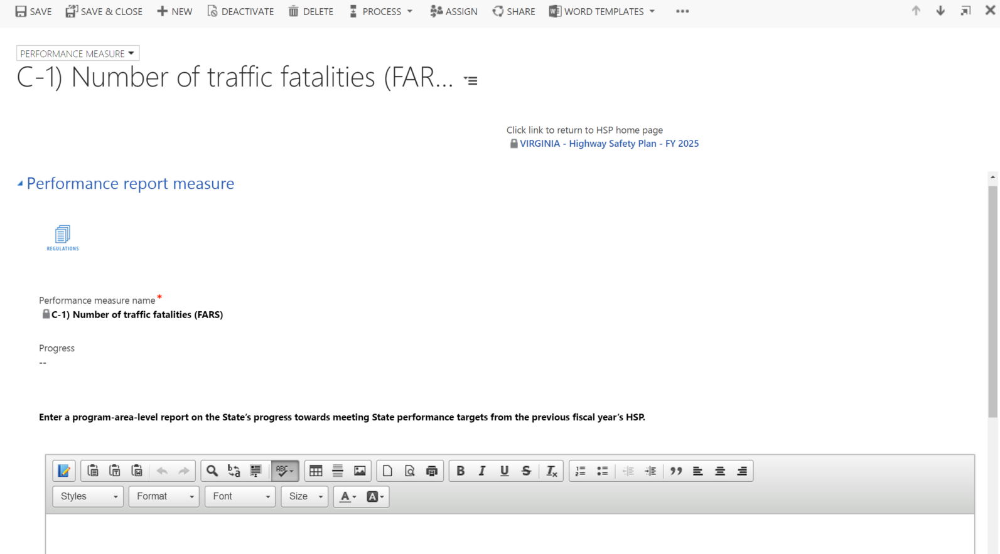 SAVE SAVE & CLOSE NEW DEACTIVATE DELETE PROCESS ASSIGN SHARE WORD TEMPLATES •••
PERFORMANCE MEASURE
C-1) Number of traffic fatalities (FAR...
Click link to return to HSP home page
VIRGINIA - Highway Safety Plan - FY 2025
Performance report measure
REGULATIONS
Performance measure name*
C-1) Number of traffic fatalities (FARS)
Progress
--
Enter a program-area-level report on the State’s progress towards meeting State performance targets from the previous fiscal year’s HSP.
ABC B I U S Ix
Styles Format Font Size A A